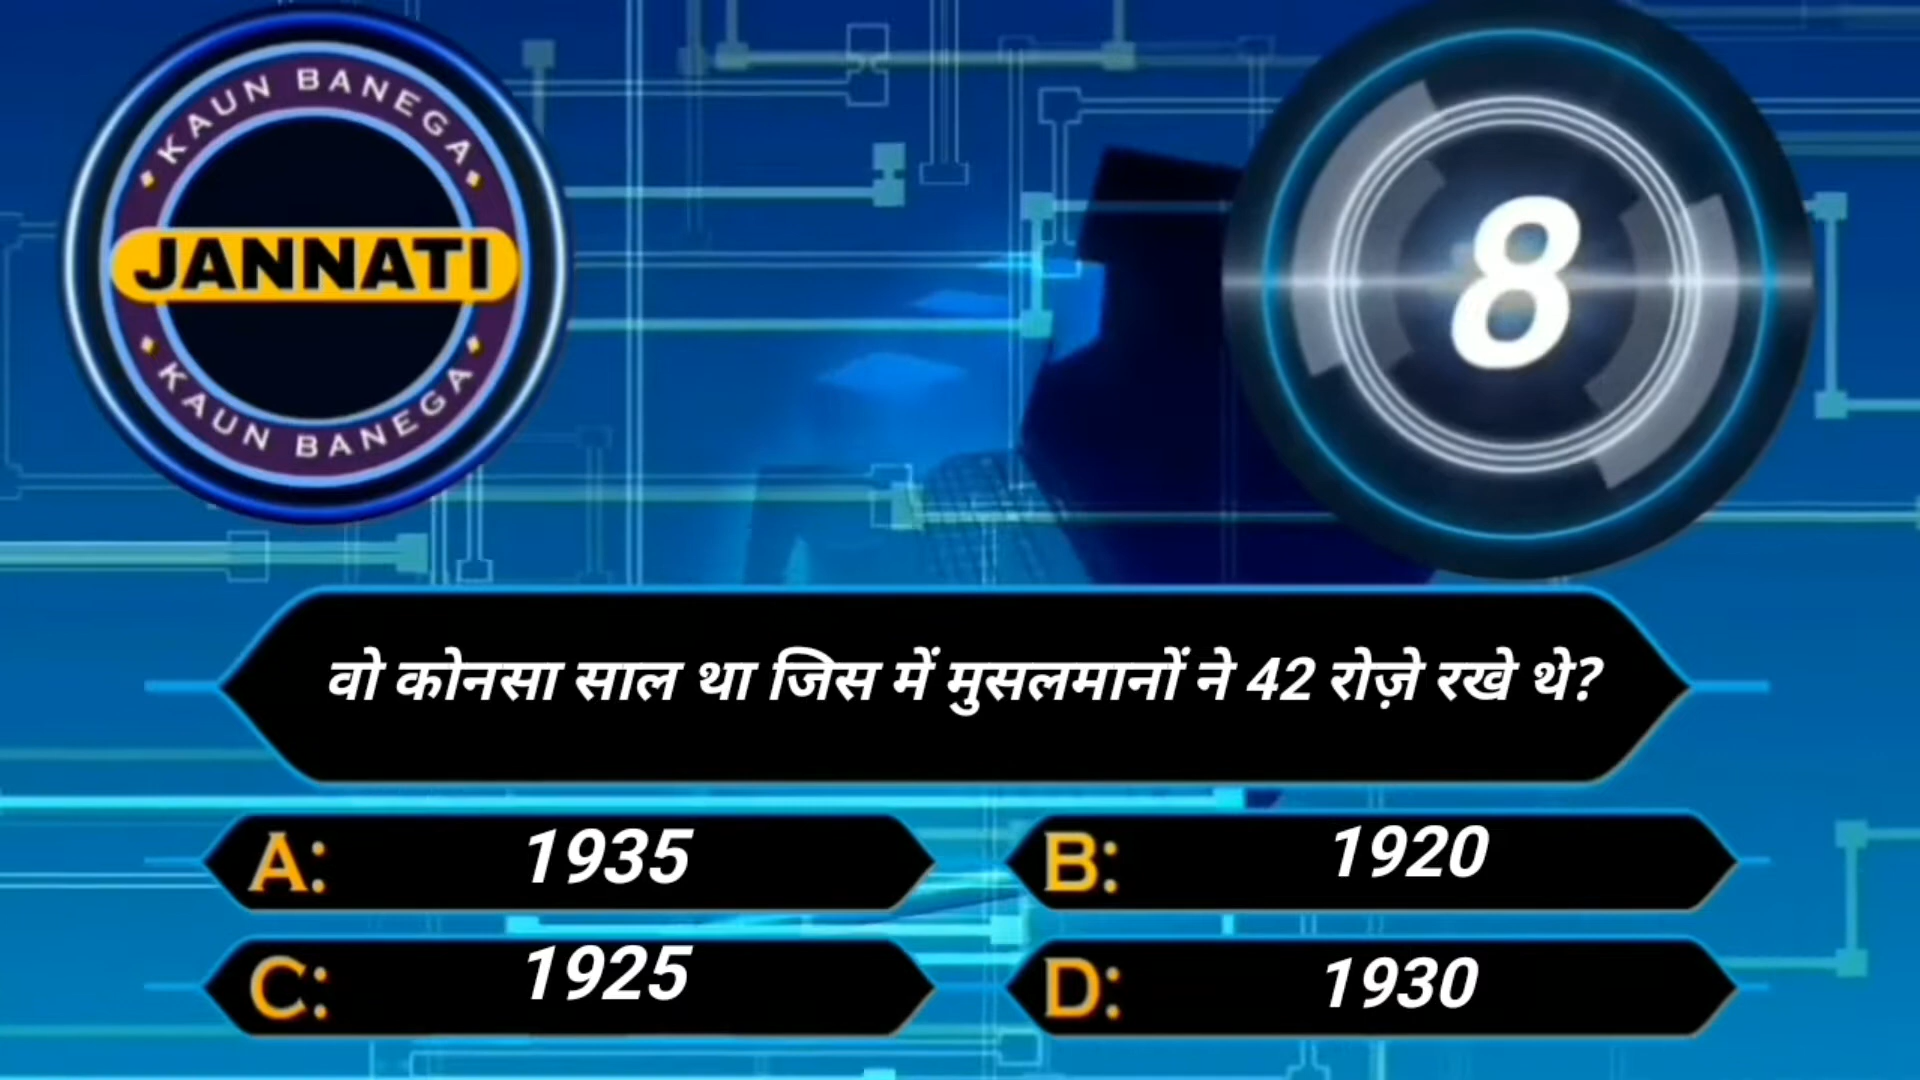 KAUN BANEGA
JANNATI
KAUN BANEGA
8
वो कोनसा साल था जिस में मुसलमानों ने 42 रोज़े रखे थे?
A: 1935
B: 1920
C: 1925
D: 1930